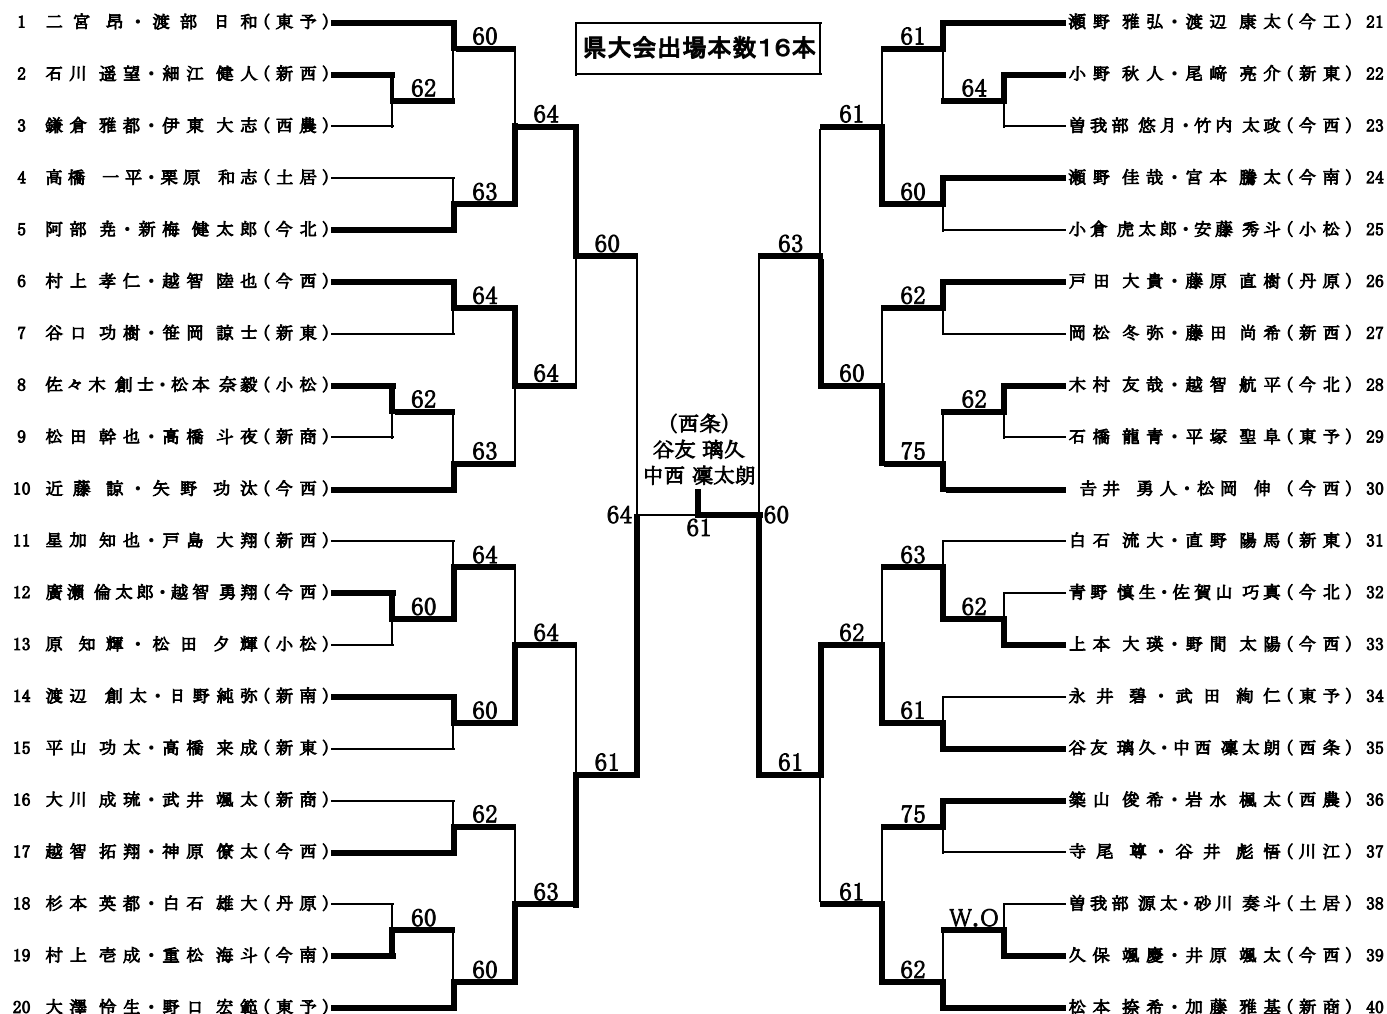 県大会出場本数16本
1 二宮 昂・渡部 日和(東予)
2 石川 遥望・細江 健人(新西)
3 鎌倉 雅都・伊東 大志(西農)
4 高橋 一平・栗原 和志(土居)
5 阿部 尭・新梅 健太郎(今北)
6 村上 孝仁・越智 陸也(今西)
7 谷口 功樹・笹岡 諒士(新東)
8 佐々木 創士・松本 奈毅(小松)
9 松田 幹也・高橋 斗夜(新商)
10 近藤 諒・矢野 功汰(今西)
11 星加 知也・戸島 大翔(新西)
12 廣瀬 倫太郎・越智 勇翔(今西)
13 原 知輝・松田 夕輝(小松)
14 渡辺 創太・日野 純弥(新南)
15 平山 功太・高橋 来成(新東)
16 大川 成琉・武井 颯太(新商)
17 越智 拓翔・神原 僚太(今西)
18 杉本 英都・白石 雄大(丹原)
19 村上 壱成・重松 海斗(今南)
20 大澤 怜生・野口 宏範(東予)
60
62
63
64
62
63
64
60
60
62
60
60
64
64
64
63
60
61
64
(西条)
谷友 璃久
中西 凜太朗
61
60
63
61
61
60
62
61
61
64
60
62
62
75
63
62
61
75
W.O
62
瀬野 雅弘・渡辺 康太(今工) 21
小野 秋人・尾﨑 亮介(新東) 22
曽我部 悠月・竹内 太政(今西) 23
瀬野 佳哉・宮本 騰太(今南) 24
小倉 虎太郎・安藤 秀斗(小松) 25
戸田 大貴・藤原 直樹(丹原) 26
岡松 冬弥・藤田 尚希(新西) 27
木村 友哉・越智 航平(今北) 28
石橋 龍青・平塚 聖阜(東予) 29
𠮷井 勇人・松岡 伸 (今西) 30
白石 流大・直野 陽馬(新東) 31
青野 慎生・佐賀山 巧真(今北) 32
上本 大瑛・野間 太陽(今西) 33
永井 碧・武田 絢仁(東予) 34
谷友 璃久・中西 凜太朗(西条) 35
築山 俊希・岩水 楓太(西農) 36
寺尾 尊・谷井 彪悟(川江) 37
曽我部 源太・砂川 奏斗(土居) 38
久保 颯慶・井原 颯太(今西) 39
松本 捺希・加藤 雅基(新商) 40